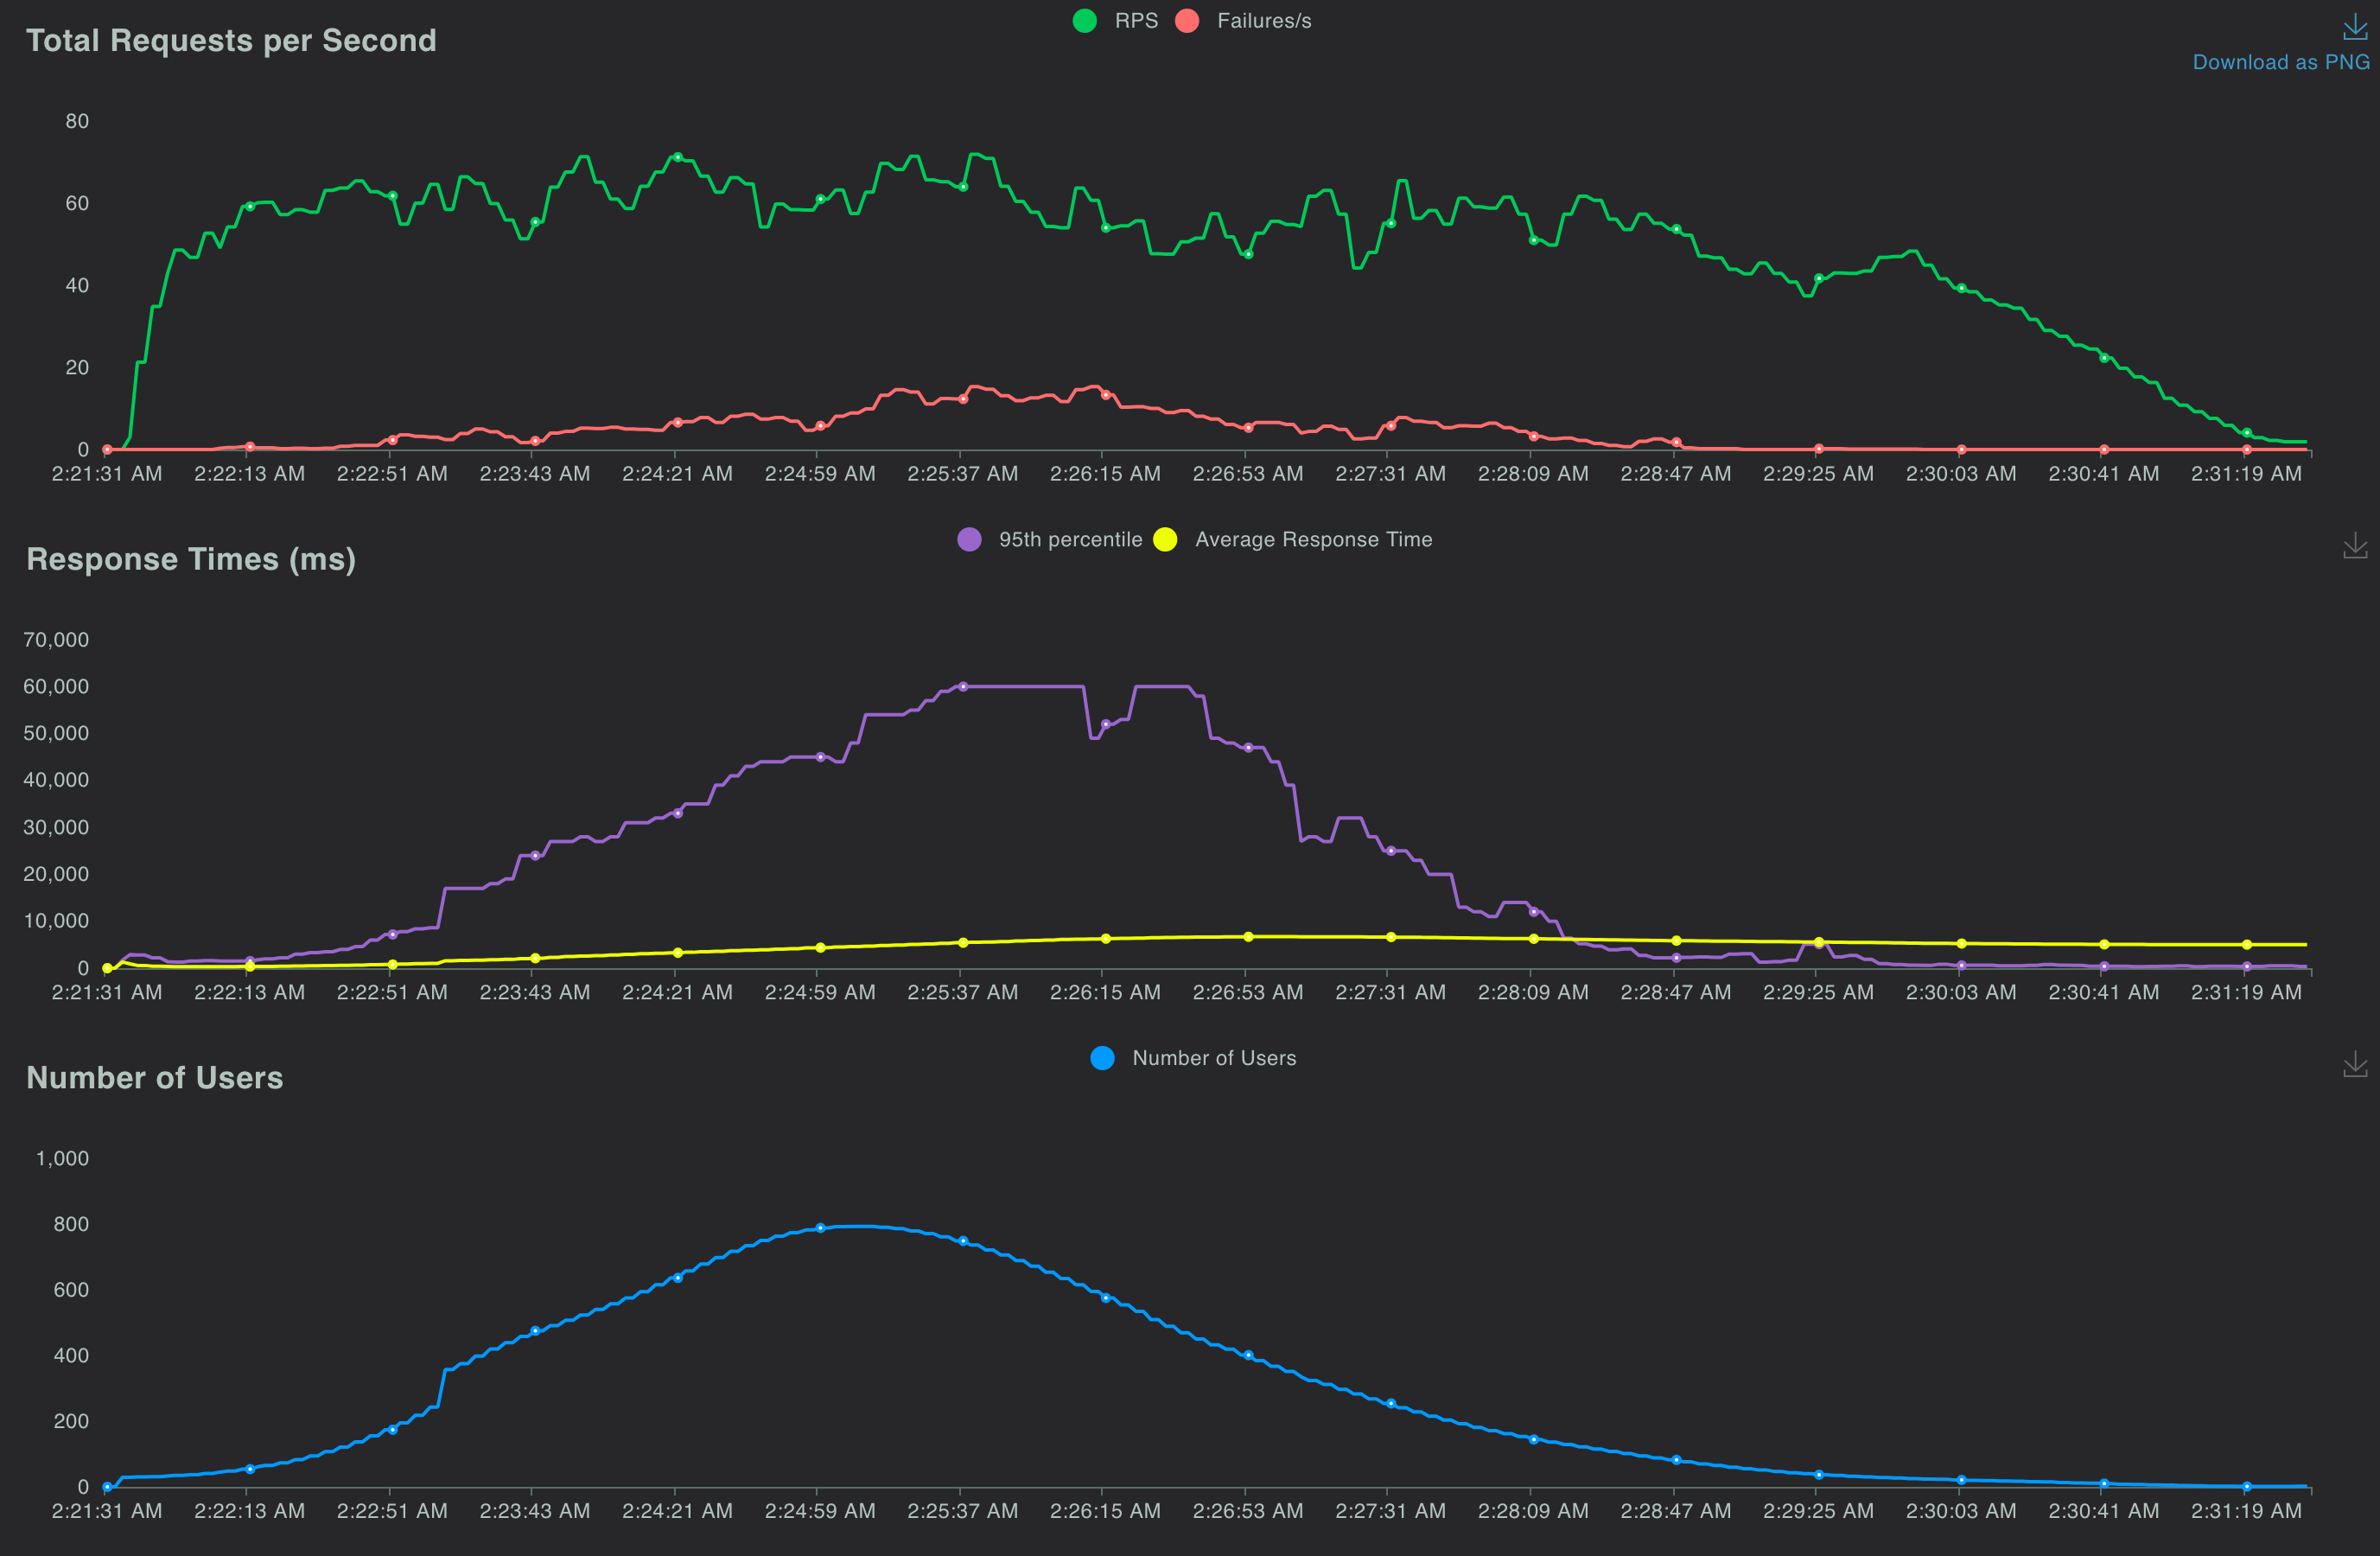 RPS Failures/s
Total Requests per Second
Download as PNG
80
60
40
20
0
2:21:31 AM 2:22:13 AM 2:22:51 AM 2:23:43 AM 2:24:21 AM 2:24:59 AM 2:25:37 AM 2:26:15 AM 2:26:53 AM 2:27:31 AM 2:28:09 AM 2:28:47 AM 2:29:25 AM 2:30:03 AM 2:30:41 AM 2:31:19 AM
95th percentile Average Response Time
Response Times (ms)
70,000
60,000
50,000
40,000
30,000
20,000
10,000
0
2:21:31 AM 2:22:13 AM 2:22:51 AM 2:23:43 AM 2:24:21 AM 2:24:59 AM 2:25:37 AM 2:26:15 AM 2:26:53 AM 2:27:31 AM 2:28:09 AM 2:28:47 AM 2:29:25 AM 2:30:03 AM 2:30:41 AM 2:31:19 AM
Number of Users
Number of Users
1,000
800
600
400
200
0
2:21:31 AM 2:22:13 AM 2:22:51 AM 2:23:43 AM 2:24:21 AM 2:24:59 AM 2:25:37 AM 2:26:15 AM 2:26:53 AM 2:27:31 AM 2:28:09 AM 2:28:47 AM 2:29:25 AM 2:30:03 AM 2:30:41 AM 2:31:19 AM